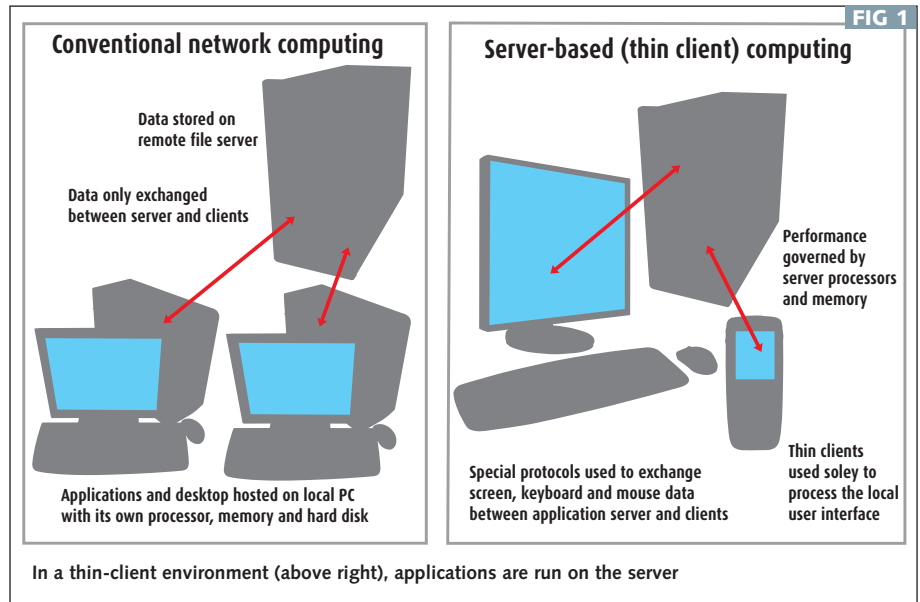 FIG 1
Conventional network computing
Data stored on
remote file server
Data only exchanged
between server and clients
Applications and desktop hosted on local PC
with its own processor, memory and hard disk
Server-based (thin client) computing
Performance
governed by
server processors
and memory
Special protocols used to exchange
screen, keyboard and mouse data
between application server and clients
Thin clients
used soley to
process the local
user interface
In a thin-client environment (above right), applications are run on the server